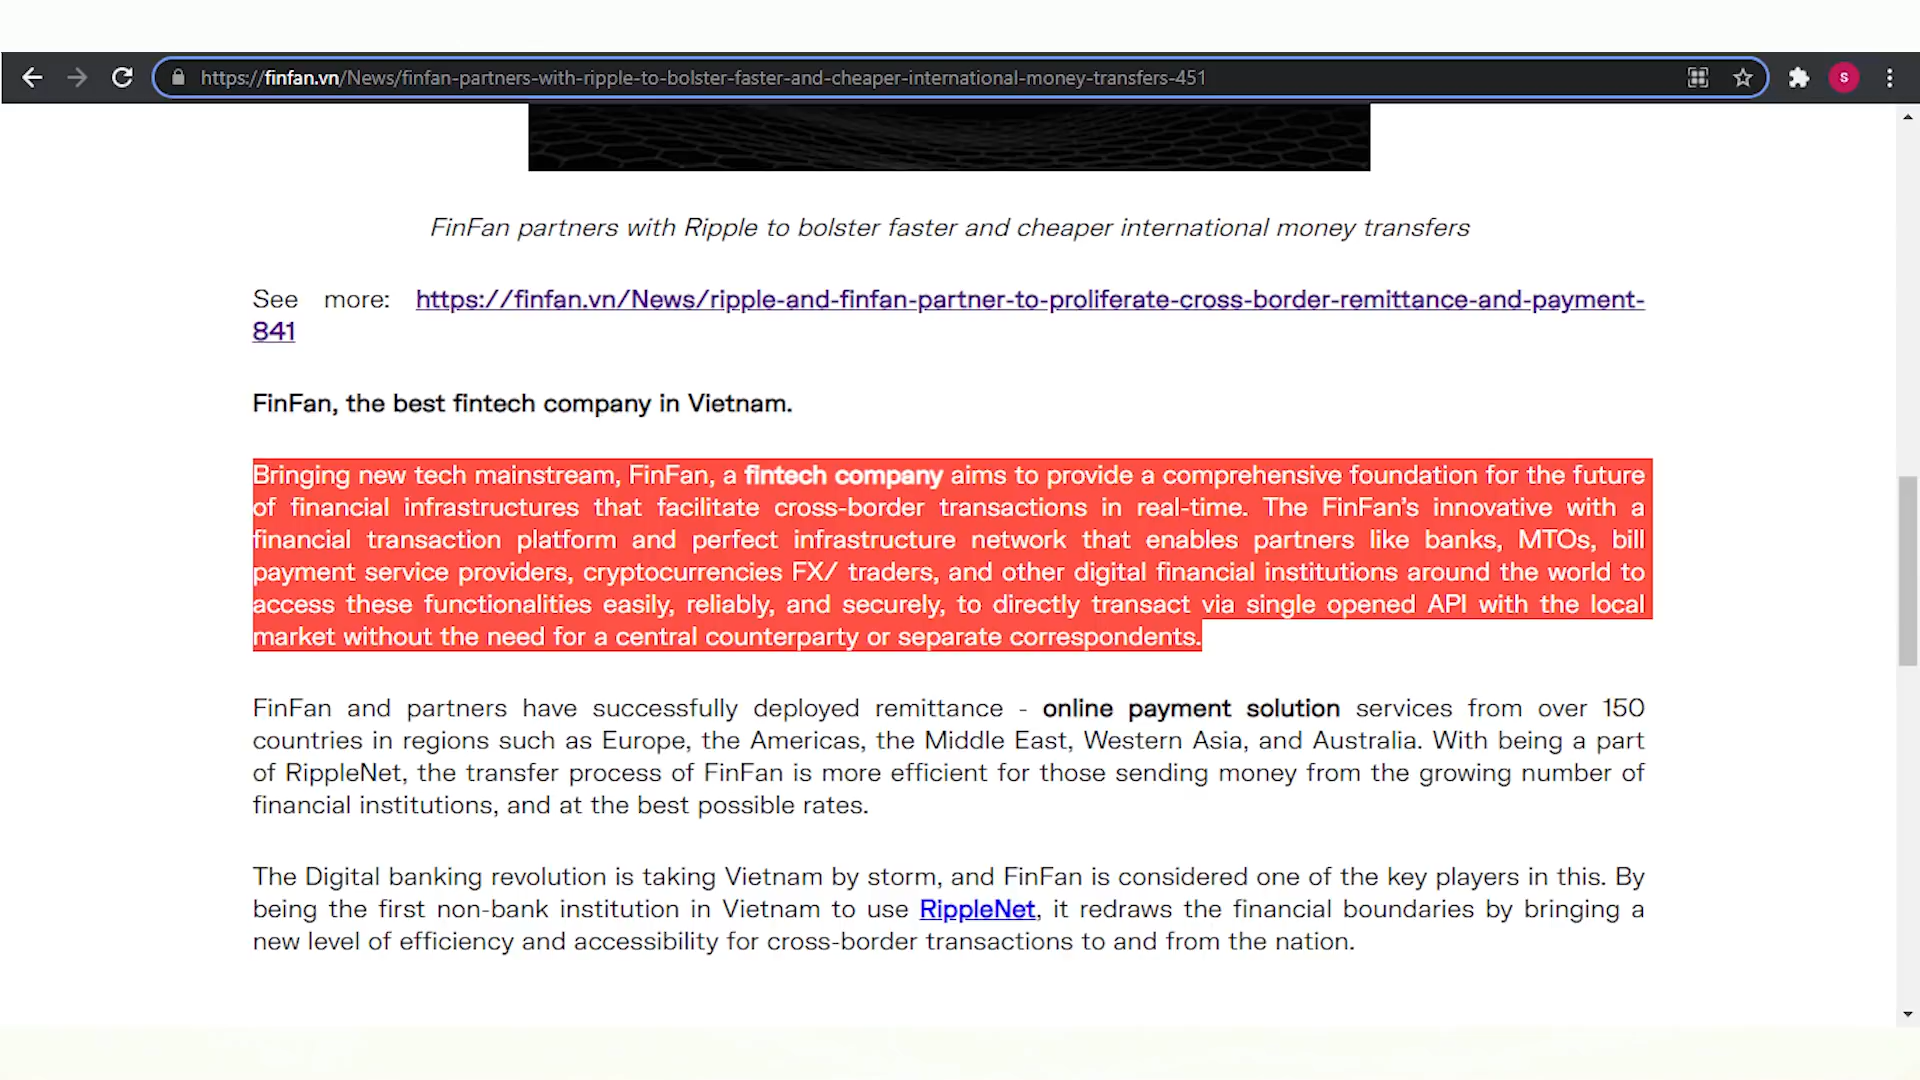 https://finfan.vn/News/finfan-partners-with-ripple-to-bolster-faster-and-cheaper-international-money-transfers-451
s
FinFan partners with Ripple to bolster faster and cheaper international money transfers
See more: https://finfan.vn/News/ripple-and-finfan-partner-to-proliferate-cross-border-remittance-and-payment-
841
FinFan, the best fintech company in Vietnam.
Bringing new tech mainstream, FinFan, a fintech company aims to provide a comprehensive foundation for the future
of financial infrastructures that facilitate cross-border transactions in real-time. The FinFan's innovative with a
financial transaction platform and perfect infrastructure network that enables partners like banks, MTOs, bill
payment service providers, cryptocurrencies FX/ traders, and other digital financial institutions around the world to
access these functionalities easily, reliably, and securely, to directly transact via single opened API with the local
market without the need for a central counterparty or separate correspondents.
FinFan and partners have successfully deployed remittance - online payment solution services from over 150
countries in regions such as Europe, the Americas, the Middle East, Western Asia, and Australia. With being a part
of RippleNet, the transfer process of FinFan is more efficient for those sending money from the growing number of
financial institutions, and at the best possible rates.
The Digital banking revolution is taking Vietnam by storm, and FinFan is considered one of the key players in this. By
being the first non-bank institution in Vietnam to use RippleNet, it redraws the financial boundaries by bringing a
new level of efficiency and accessibility for cross-border transactions to and from the nation.